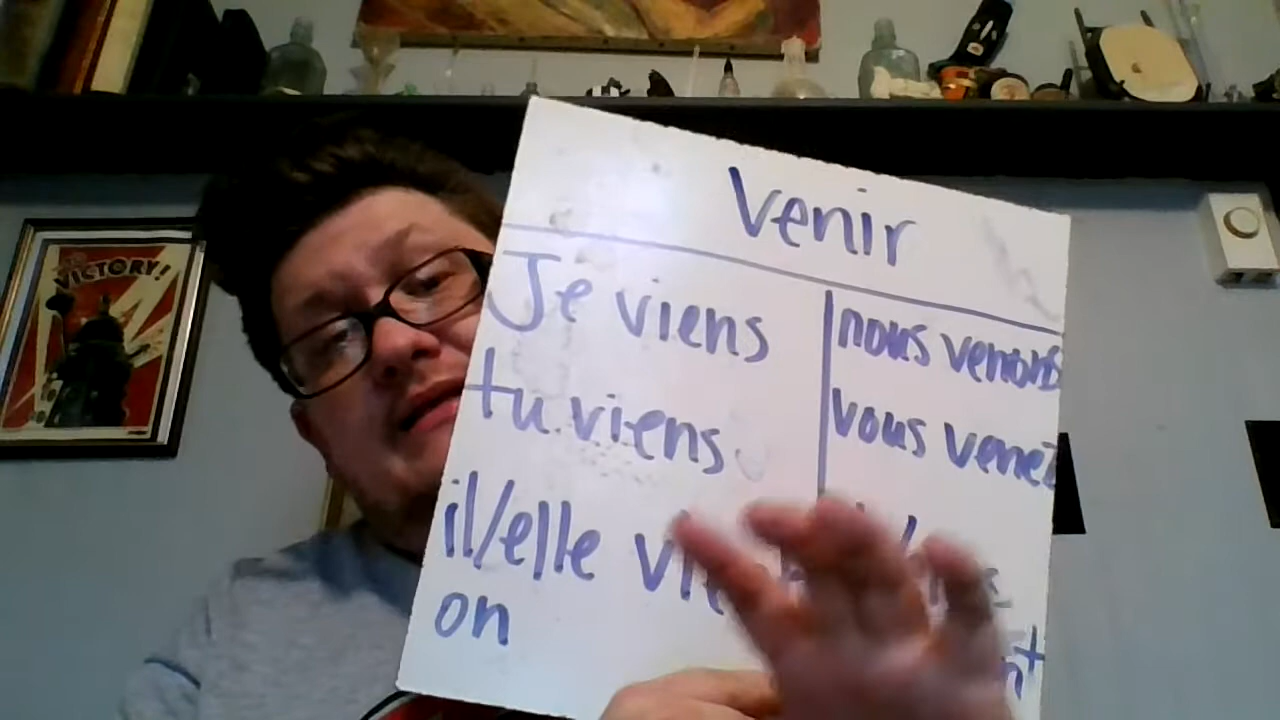 VICTORY!
Venir
Je viens
tu viens
il/elle
on
nous venons
vous venez